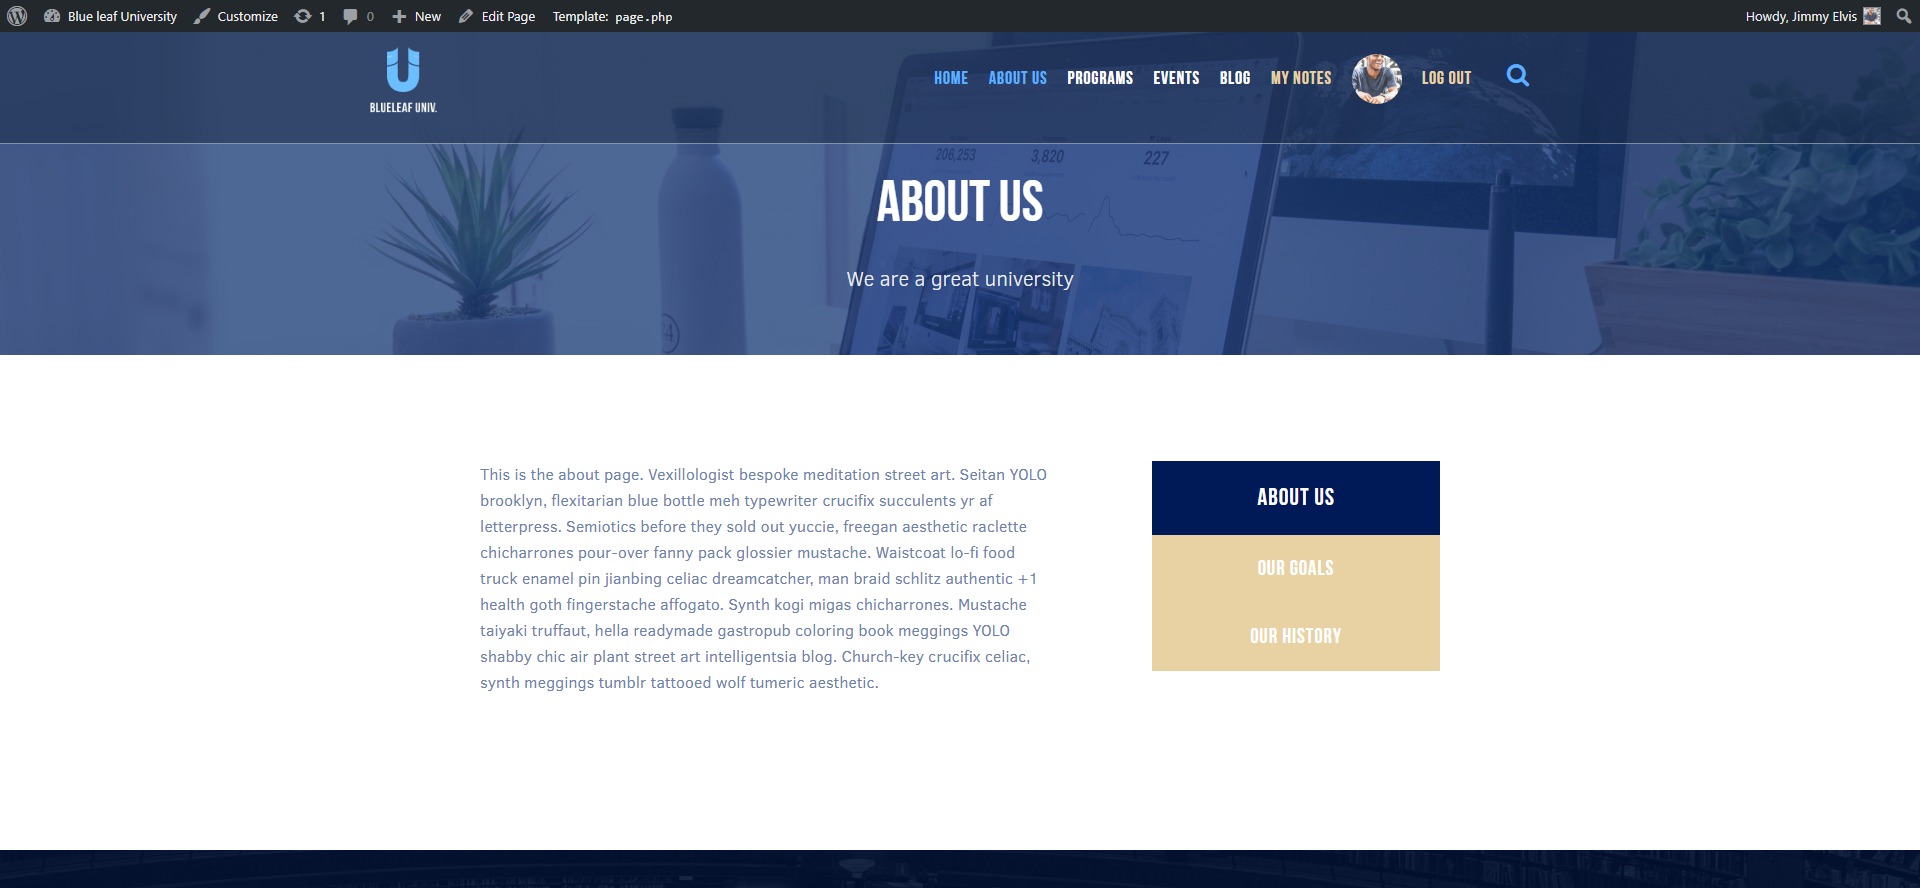 Blue leaf University Customize 1 0 New Edit Page Template: page.php Howdy, Jimmy Elvis
U
BLUELEAF UNIV.
HOME ABOUT US PROGRAMS EVENTS BLOG MY NOTES LOG OUT
206,253 3,820 227
ABOUT US
We are a great university
This is the about page. Vexillologist bespoke meditation street art. Seitan YOLO
brooklyn, flexitarian blue bottle meh typewriter crucifix succulents yr af
letterpress. Semiotics before they sold out yuccie, freegan aesthetic raclette
chicharrones pour-over fanny pack glossier mustache. Waistcoat lo-fi food
truck enamel pin jianbing celiac dreamcatcher, man braid schlitz authentic +1
health goth fingerstache affogato. Synth kogi migas chicharrones. Mustache
taiyaki truffaut, hella readymade gastropub coloring book meggings YOLO
shabby chic air plant street art intelligentsia blog. Church-key crucifix celiac,
synth meggings tumblr tattooed wolf tumeric aesthetic.
ABOUT US
OUR GOALS
OUR HISTORY